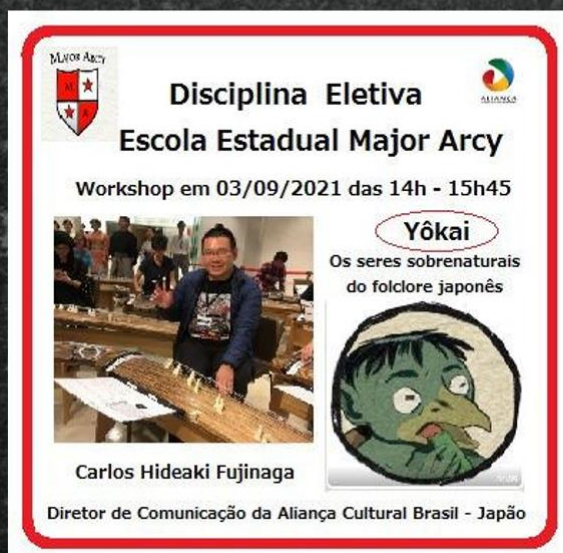 MAJOR ARCY
M
A
ALIANÇA
Disciplina Eletiva
Escola Estadual Major Arcy
Workshop em 03/09/2021 das 14h - 15h45
Yôkai
Os seres sobrenaturais
do folclore japonês
Carlos Hideaki Fujinaga
Diretor de Comunicação da Aliança Cultural Brasil - Japão